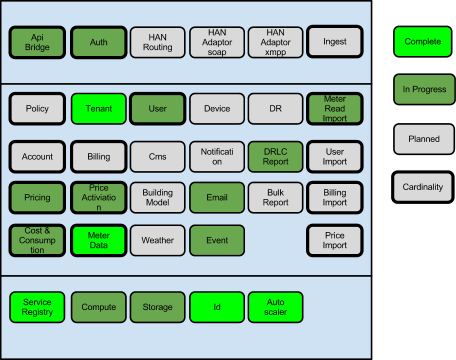 Api
Bridge
Auth
HAN
Routing
HAN
Adaptor
soap
HAN
Adaptor
xmpp
Ingest
Complete
In Progress
Planned
Cardinality
Policy
Tenant
User
Device
DR
Meter
Read
Import
Account
Billing
Cms
Notificati
on
DRLC
Report
User
Import
Pricing
Price
Activiatio
n
Building
Model
Email
Bulk
Report
Billing
Import
Cost &
Consump
tion
Meter
Data
Weather
Event
Price
Import
Service
Registry
Compute
Storage
Id
Auto
scaler